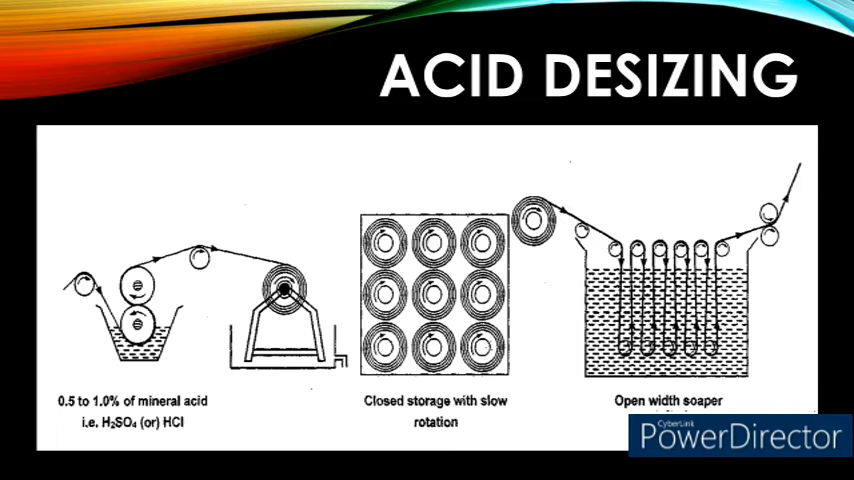 ACID DESIZING
0.5 to 1.0% of mineral acid
i.e. H₂SO₄ (or) HCl
Closed storage with slow
rotation
Open width soaper
CyberLink
PowerDirector